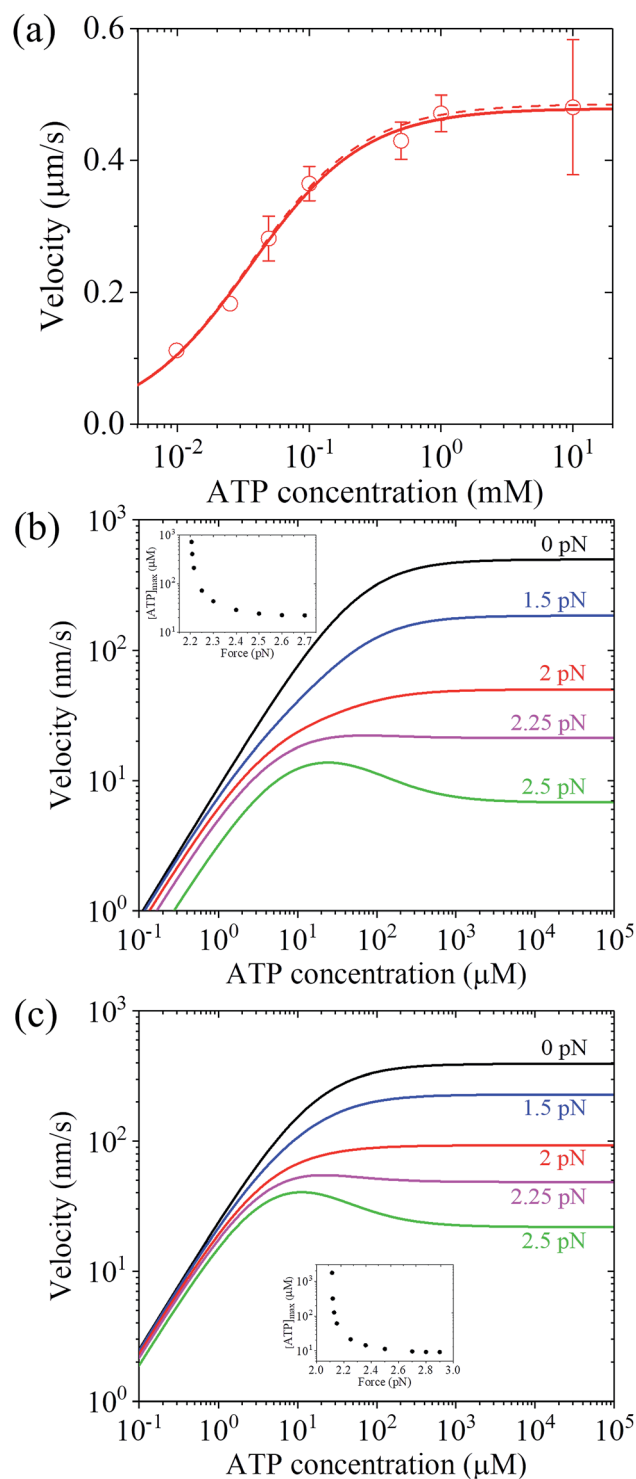 (a)
0.6
0.4
0.2
0.0
Velocity (μm/s)
10⁻² 10⁻¹ 10⁰ 10¹
ATP concentration (mM)
(b)
10³
10²
10¹
10⁰
Velocity (nm/s)
10³
10²
10¹
[ATP]max (μM)
2.2 2.3 2.4 2.5 2.6 2.7
Force (pN)
0 pN
1.5 pN
2 pN
2.25 pN
2.5 pN
10⁻¹ 10⁰ 10¹ 10² 10³ 10⁴ 10⁵
ATP concentration (μM)
(c)
10³
10²
10¹
10⁰
Velocity (nm/s)
0 pN
1.5 pN
2 pN
2.25 pN
2.5 pN
10³
10²
10¹
[ATP]max (μM)
2.0 2.2 2.4 2.6 2.8 3.0
Force (pN)
10⁻¹ 10⁰ 10¹ 10² 10³ 10⁴ 10⁵
ATP concentration (μM)